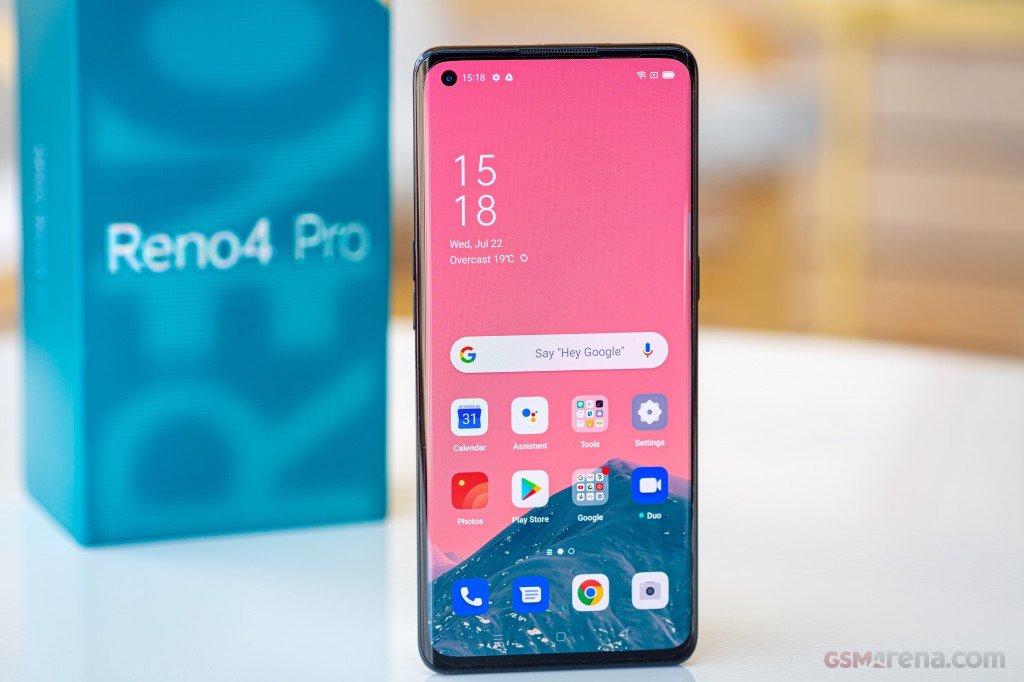 Reno4 Pro
15:18
15
18
Wed, Jul 22
Overcast 19℃
Say "Hey Google"
31
Calendar
Assistant
Tools
Settings
Photos
Play Store
Google
Duo
GSMArena.com